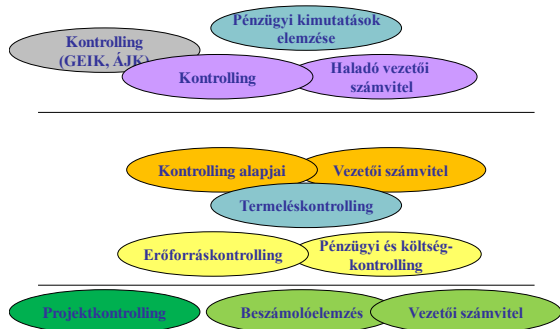 Pénzügyi kimutatások
elemzése
Kontrolling
(GEIK, ÁJK)
Kontrolling
Haladó vezetői
számvitel
Kontrolling alapjai
Vezetői számvitel
Termeléskontrolling
Erőforráskontrolling
Pénzügyi és költség-
kontrolling
Projektkontrolling
Beszámolóelemzés
Vezetői számvitel